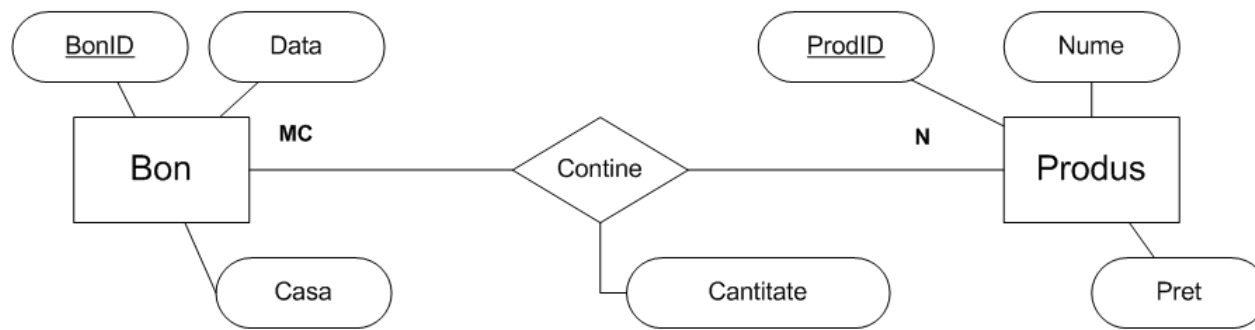 BonID
Data
ProdID
Nume
MC
N
Bon
Contine
Produs
Casa
Cantitate
Pret